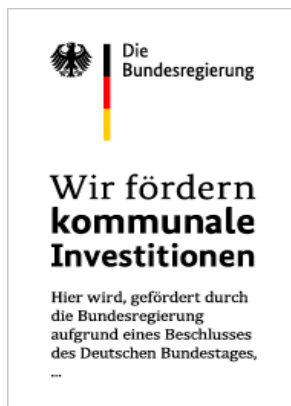 Die
Bundesregierung
Wir fördern
kommunale
Investitionen
Hier wird, gefördert durch
die Bundesregierung
aufgrund eines Beschlusses
des Deutschen Bundestages,
...